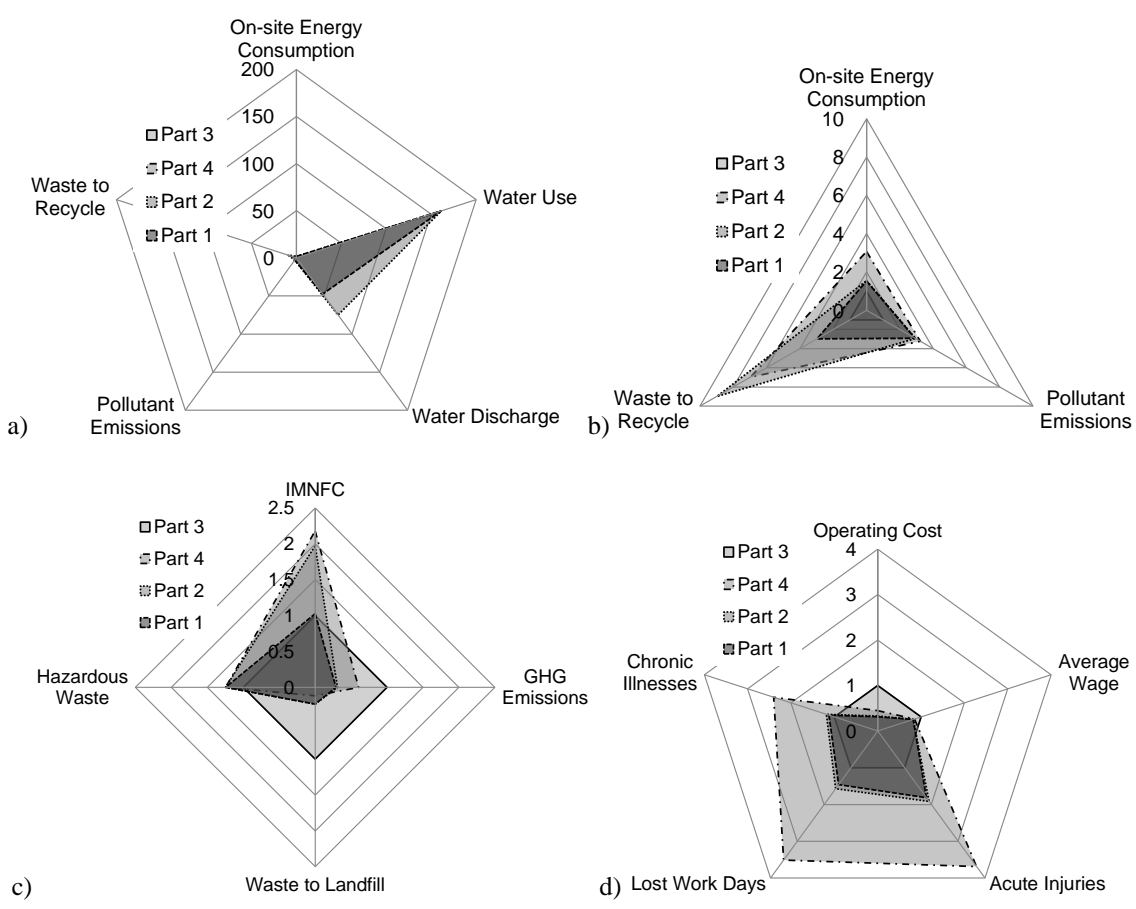 On-site Energy
Consumption
200
150
100
50
0
Part 3
Part 4
Part 2
Part 1
Waste to
Recycle
Water Use
Pollutant
Emissions
Water Discharge
a)
On-site Energy
Consumption
10
8
6
4
2
0
Part 3
Part 4
Part 2
Part 1
Waste to
Recycle
Pollutant
Emissions
b)
IMNFC
2.5
2
1.5
1
0.5
0
Part 3
Part 4
Part 2
Part 1
Hazardous
Waste
GHG
Emissions
Waste to Landfill
c)
Operating Cost
4
3
2
1
0
Part 3
Part 4
Part 2
Part 1
Chronic
Illnesses
Average
Wage
Lost Work Days
Acute Injuries
d)